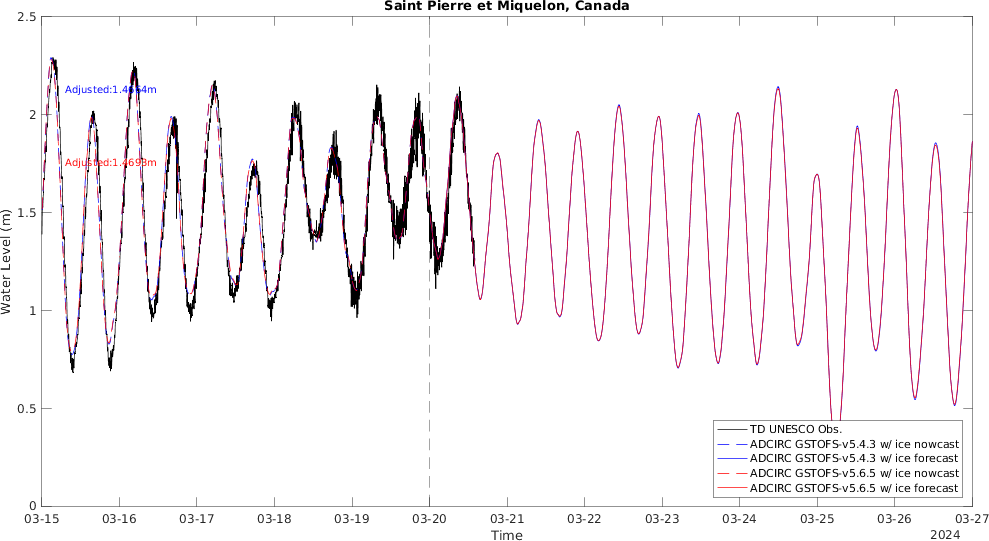 Saint Pierre et Miquelon, Canada
2.5
2
1.5
1
0.5
0
Water Level (m)
Adjusted:1.4664m
Adjusted:1.4693m
TD UNESCO Obs.
ADCIRC GSTOFS-v5.4.3 w/ ice nowcast
ADCIRC GSTOFS-v5.4.3 w/ ice forecast
ADCIRC GSTOFS-v5.6.5 w/ ice nowcast
ADCIRC GSTOFS-v5.6.5 w/ ice forecast
03-15 03-16 03-17 03-18 03-19 03-20 03-21 03-22 03-23 03-24 03-25 03-26 03-27
Time
2024